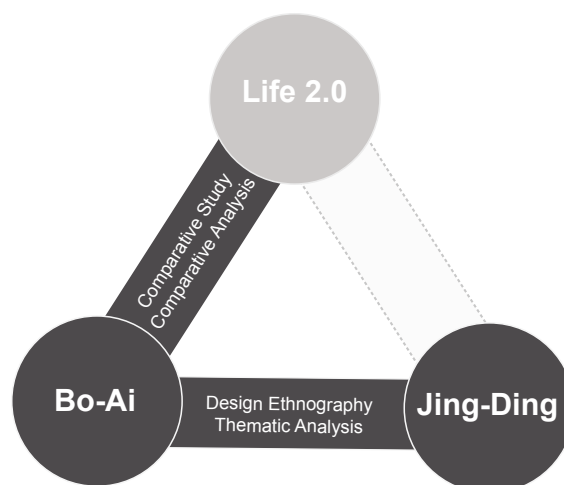 Life 2.0
Comparative Study
Comparative Analysis
Bo-Ai
Design Ethnography
Thematic Analysis
Jing-Ding